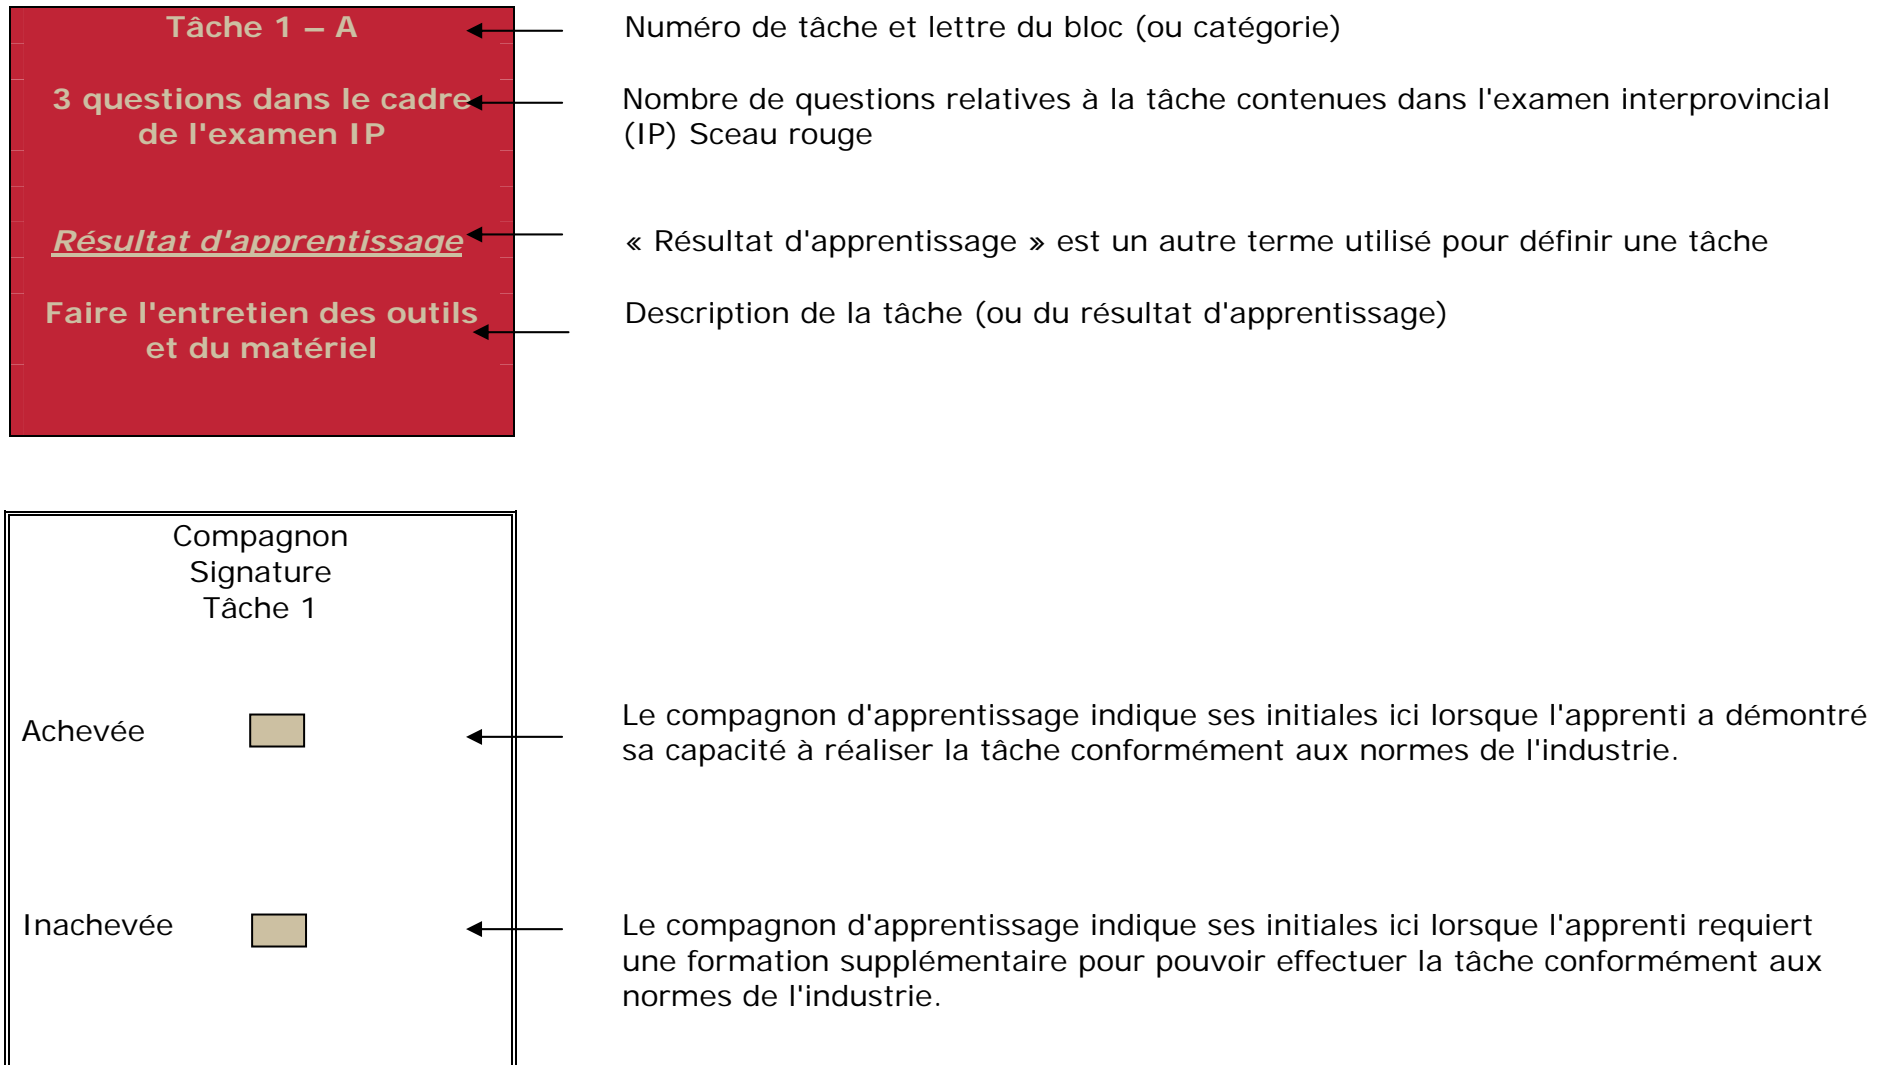 Tâche 1 – A
Numéro de tâche et lettre du bloc (ou catégorie)
3 questions dans le cadre
de l'examen IP
Nombre de questions relatives à la tâche contenues dans l'examen interprovincial
(IP) Sceau rouge
Résultat d'apprentissage
« Résultat d'apprentissage » est un autre terme utilisé pour définir une tâche
Faire l'entretien des outils
et du matériel
Description de la tâche (ou du résultat d'apprentissage)
Compagnon
Signature
Tâche 1
Achevée
Le compagnon d'apprentissage indique ses initiales ici lorsque l'apprenti a démontré
sa capacité à réaliser la tâche conformément aux normes de l'industrie.
Inachevée
Le compagnon d'apprentissage indique ses initiales ici lorsque l'apprenti requiert
une formation supplémentaire pour pouvoir effectuer la tâche conformément aux
normes de l'industrie.